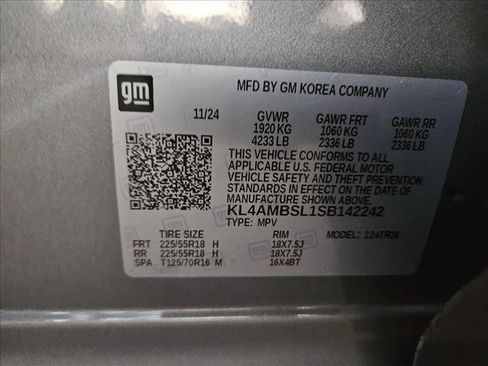 gm
MFD BY GM KOREA COMPANY
11/24 GVWR GAWR FRT GAWR RR
1920 KG 1060 KG 1060 KG
4233 LB 2336 LB 2336 LB
THIS VEHICLE CONFORMS TO ALL
APPLICABLE U.S. FEDERAL MOTOR
VEHICLE SAFETY AND THEFT PREVENTION
STANDARDS IN EFFECT ON THE DATE OF
MANUFACTURE SHOWN ABOVE.
KL4AMBSL1SB142242
TYPE: MPV MODEL: 124TR26
TIRE SIZE RIM
FRT 225/55R18 H 18X7.5J
RR 225/55R18 H 18X7.5J
SPA T125/70R16 M 16X4BT